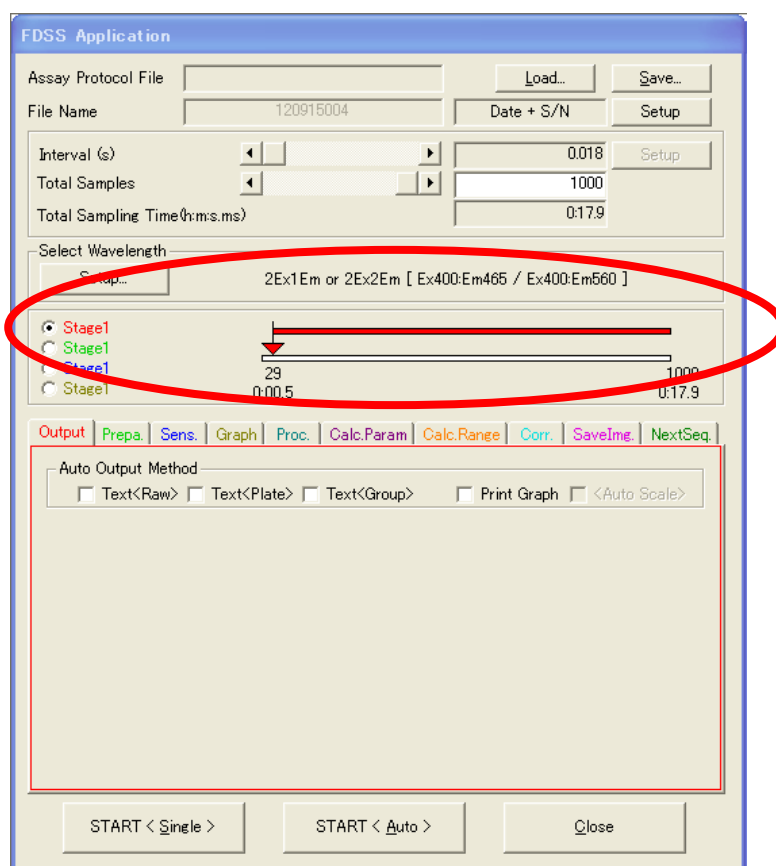 FDSS Application
Assay Protocol File Load... Save...
File Name 120915004 Date + S/N Setup
Interval (s) 0.018 Setup
Total Samples 1000
Total Sampling Time(h:m:s.ms) 0:17.9
Select Wavelength
Setup... 2Ex1Em or 2Ex2Em [ Ex400:Em465 / Ex400:Em560 ]
Stage1
Stage1
Stage1 29 1000
Stage1 0:00.5 0:17.9
Output Prepa. Sens. Graph Proc. Calc.Param Calc.Range Corr. SaveImg. NextSeq.
Auto Output Method
Text<Raw> Text<Plate> Text<Group> Print Graph <Auto Scale>
START < Single > START < Auto > Close